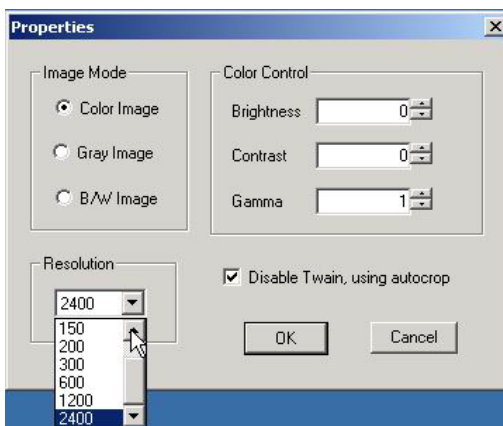 Properties
Image Mode
Color Image
Gray Image
B/W Image
Color Control
Brightness 0
Contrast 0
Gamma 1
Resolution
2400
150
200
300
600
1200
2400
Disable Twain, using autocrop
OK
Cancel